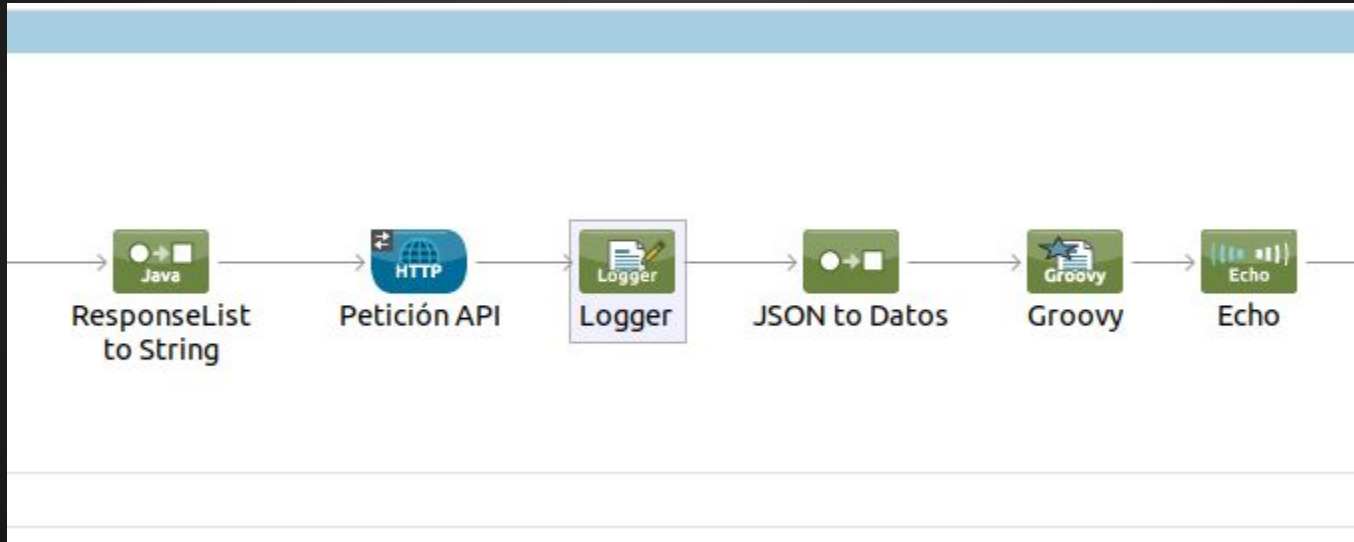 Java
HTTP
Logger
Groovy
Echo
ResponseList
to String
Petición API
Logger
JSON to Datos
Groovy
Echo